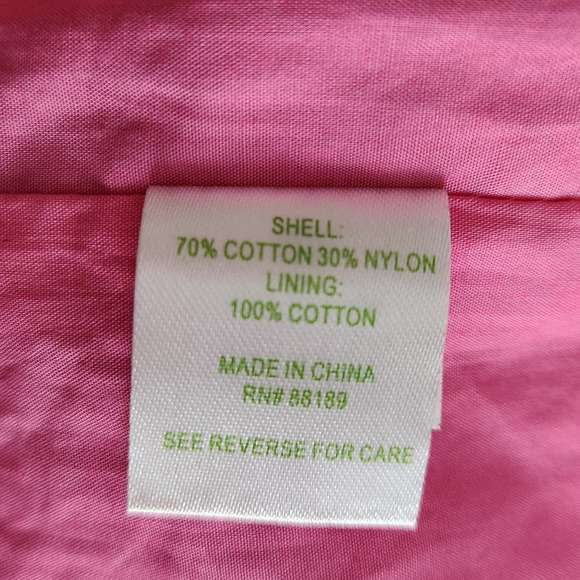 SHELL:
70% COTTON 30% NYLON
LINING:
100% COTTON
MADE IN CHINA
RN# 88189
SEE REVERSE FOR CARE